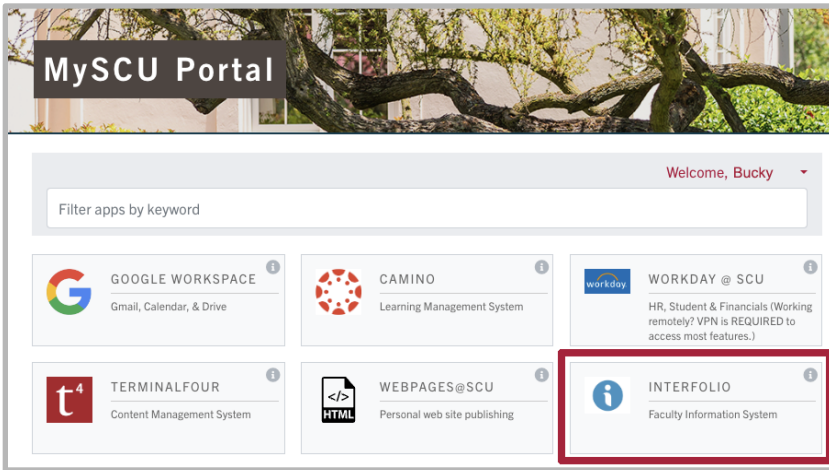 MySCU Portal
Welcome, Bucky
Filter apps by keyword
GOOGLE WORKSPACE
Gmail, Calendar, & Drive
CAMINO
Learning Management System
workday
WORKDAY @ SCU
HR, Student & Financials (Working
remotely? VPN is REQUIRED to
access most features.)
t4
TERMINALFOUR
Content Management System
</>
HTML
WEBPAGES@SCU
Personal web site publishing
INTERFOLIO
Faculty Information System